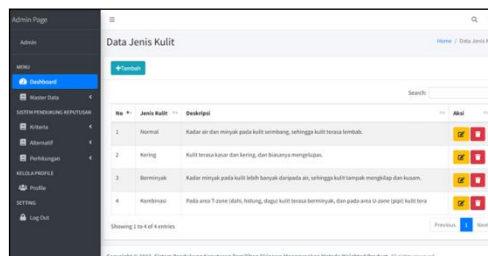 Admin Page
Admin
MENU
Dashboard
Master Data
SISTEM PENDUKUNG KEPUTUSAN
Kriteria
Alternatif
Perhitungan
KELOLA PROFILE
Profile
SETTING
Log Out
Data Jenis Kulit
Home / Data Jenis K
+Tambah
Search:
No Jenis Kulit Deskripsi Aksi
1 Normal Kadar air dan minyak pada kulit seimbang, sehingga kulit terasa lembab.
2 Kering Kulit terasa kasar dan kering, dan biasanya mengelupas.
3 Berminyak Kadar minyak pada kulit lebih banyak daripada air, sehingga kulit tampak mengkilap dan kusam.
4 Kombinasi Pada area T-zone (dahi, hidung, dagu) kulit terasa berminyak, dan pada area U-zone (pipi) kulit tera
Showing 1 to 4 of 4 entries
Previous 1 Next